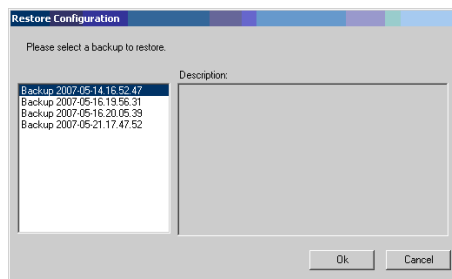 Restore Configuration
Please select a backup to restore.
Description:
Backup 2007-05-14.16.52.47
Backup 2007-05-16.19.56.31
Backup 2007-05-16.20.05.39
Backup 2007-05-21.17.47.52
Ok Cancel